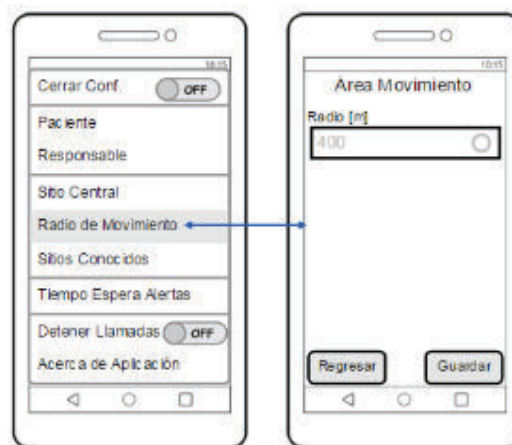 10:15
Cerrar Conf.
OFF
Paciente
Responsable
Sitio Central
Radio de Movimiento
Sitios Conocidos
Tiempo Espera Alertas
Detener Llamadas
OFF
Acerca de Aplicación
10:15
Área Movimiento
Radio [m]
400
Regresar
Guardar